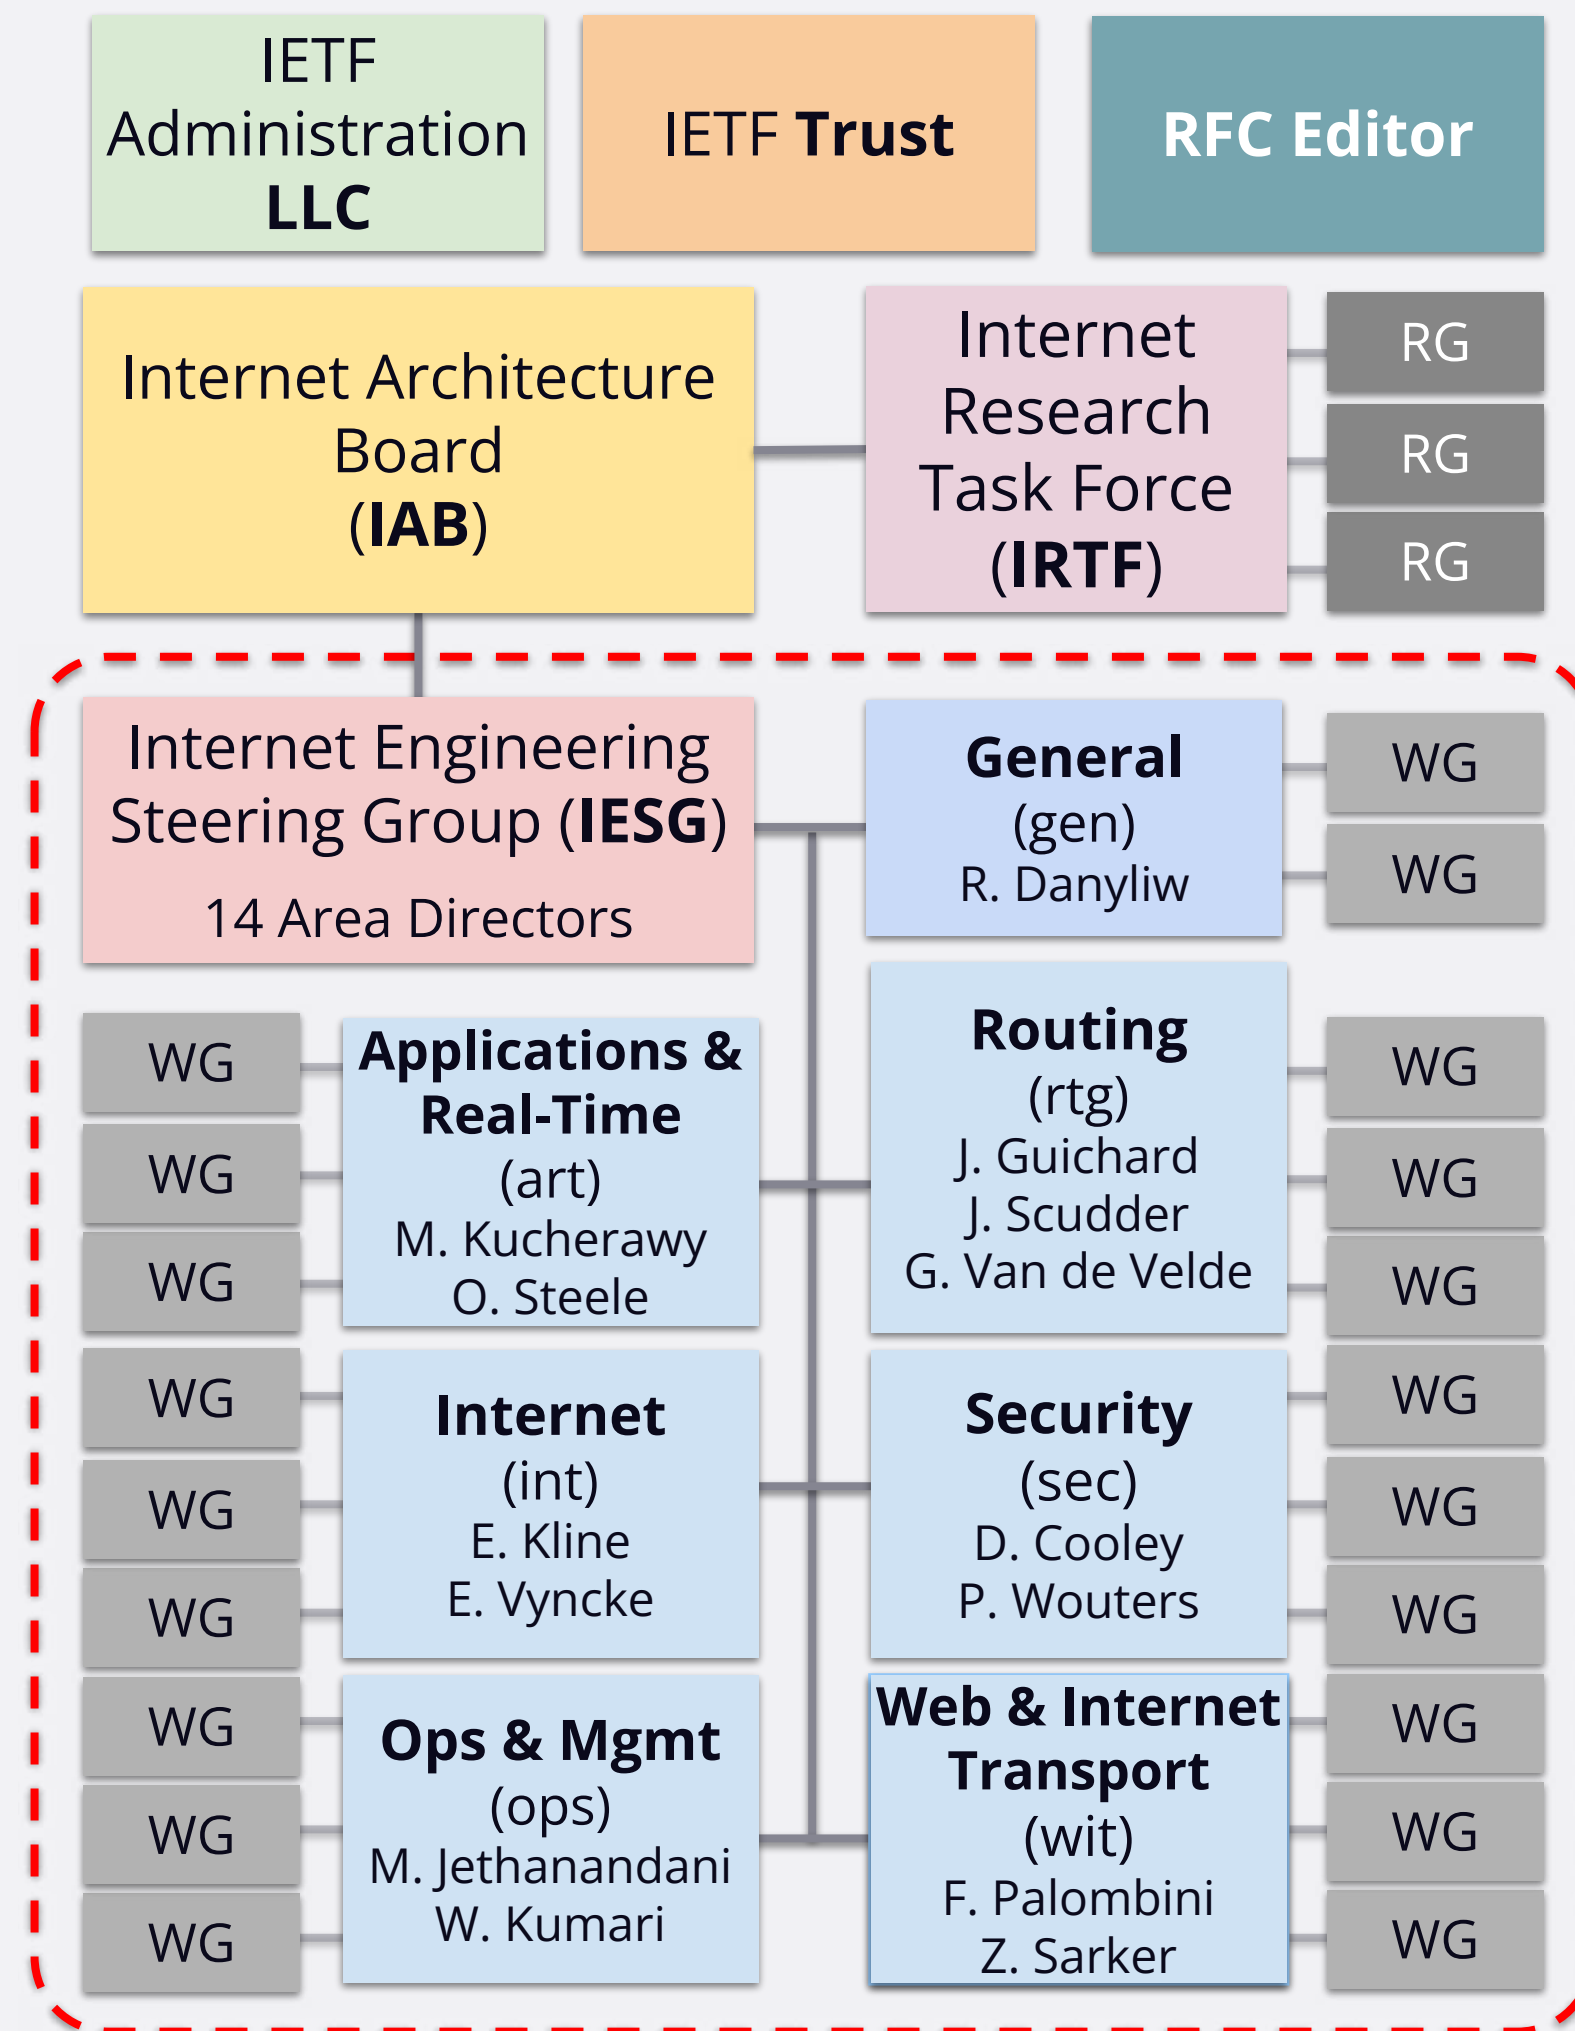 IETF
Administration
LLC
IETF Trust
RFC Editor
Internet Architecture
Board
(IAB)
Internet
Research
Task Force
(IRTF)
RG
RG
RG
Internet Engineering
Steering Group (IESG)
14 Area Directors
General
(gen)
R. Danyliw
WG
WG
WG
WG
WG
Applications &
Real-Time
(art)
M. Kucherawy
O. Steele
Routing
(rtg)
J. Guichard
J. Scudder
G. Van de Velde
WG
WG
WG
WG
WG
WG
Internet
(int)
E. Kline
E. Vyncke
Security
(sec)
D. Cooley
P. Wouters
WG
WG
WG
WG
WG
WG
Ops & Mgmt
(ops)
M. Jethanandani
W. Kumari
Web & Internet
Transport
(wit)
F. Palombini
Z. Sarker
WG
WG
WG